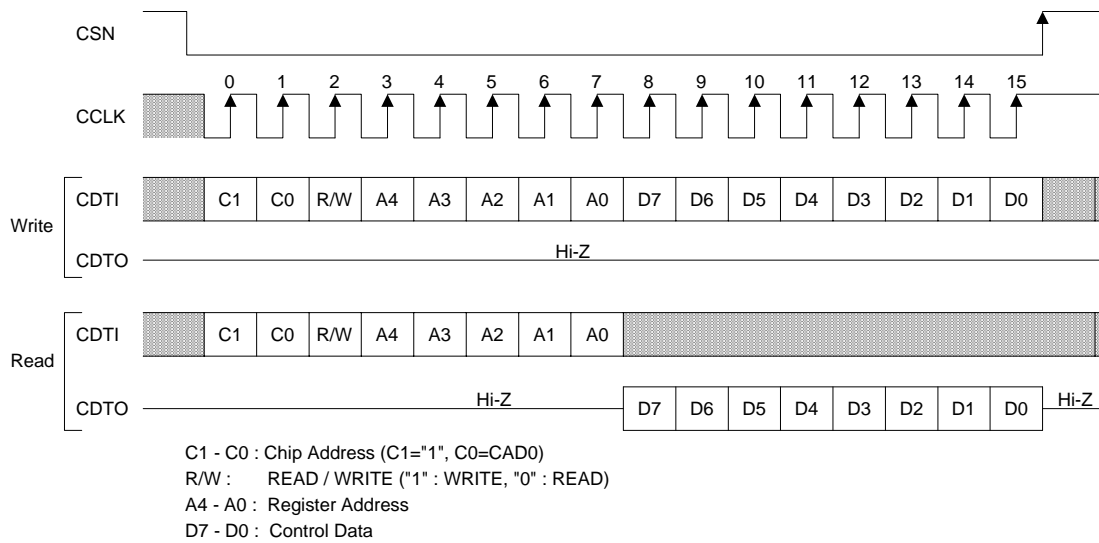 CSN
0 1 2 3 4 5 6 7 8 9 10 11 12 13 14 15
CCLK
Write
CDTI C1 C0 R/W A4 A3 A2 A1 A0 D7 D6 D5 D4 D3 D2 D1 D0
CDTO Hi-Z
Read
CDTI C1 C0 R/W A4 A3 A2 A1 A0
CDTO Hi-Z D7 D6 D5 D4 D3 D2 D1 D0 Hi-Z
C1 - C0 : Chip Address (C1="1", C0=CAD0)
R/W : READ / WRITE ("1" : WRITE, "0" : READ)
A4 - A0 : Register Address
D7 - D0 : Control Data